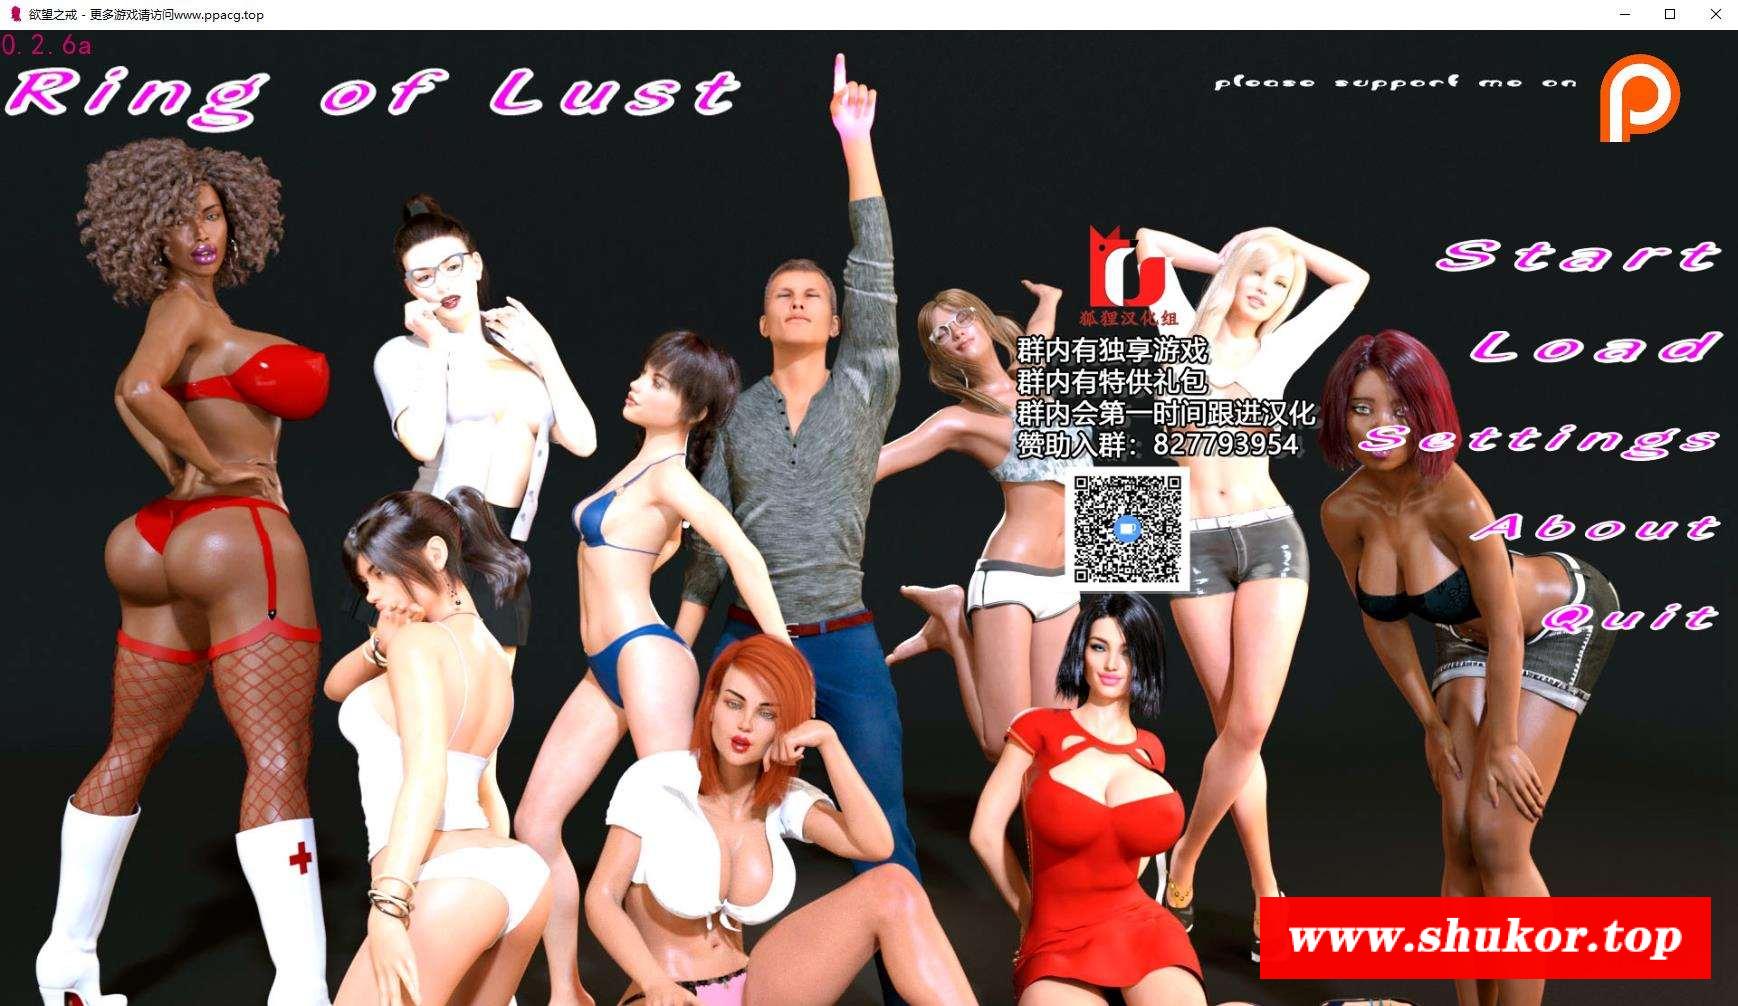 欲望之戒 - 更多游戏请访问www.ppacg.top
0.2.6a
Ring of Lust
please support me on
Start
狐狸汉化组
Load
群内有独享游戏
群内有特供礼包
群内会第一时间跟进汉化
赞助入群：827793954
Settings
About
Quit
www.shukor.top